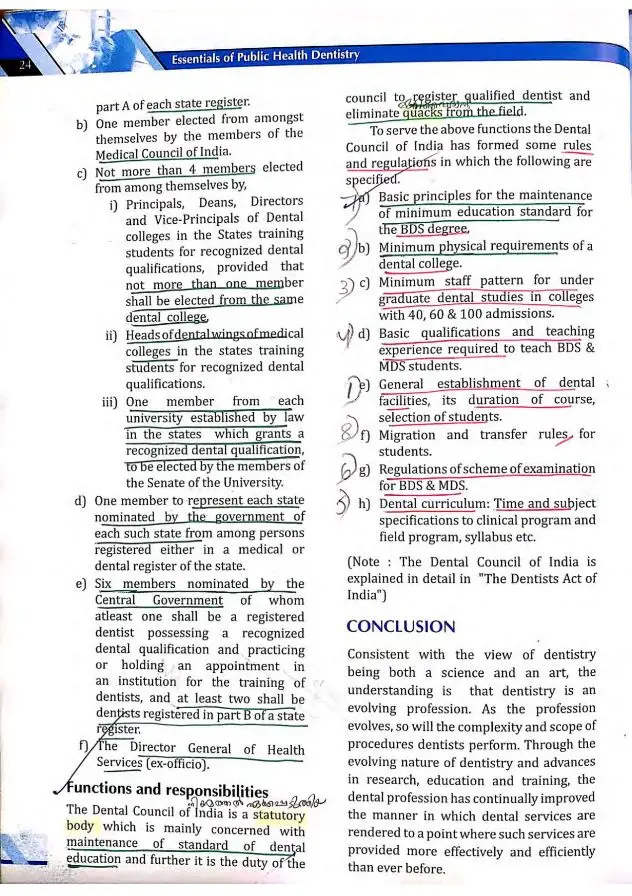 24
Essentials of Public Health Dentistry
part A of each state register.
b) One member elected from amongst
themselves by the members of the
Medical Council of India.
c) Not more than 4 members elected
from among themselves by,
i) Principals, Deans, Directors
and Vice-Principals of Dental
colleges in the States training
students for recognized dental
qualifications, provided that
not more than one member
shall be elected from the same
dental college,
ii) Heads of dental wings of medical
colleges in the states training
students for recognized dental
qualifications.
iii) One member from each
university established by law
in the states which grants a
recognized dental qualification,
to be elected by the members of
the Senate of the University.
d) One member to represent each state
nominated by the government of
each such state from among persons
registered either in a medical or
dental register of the state.
e) Six members nominated by the
Central Government of whom
atleast one shall be a registered
dentist possessing a recognized
dental qualification and practicing
or holding an appointment in
an institution for the training of
dentists, and at least two shall be
dentists registered in part B of a state
register.
f) The Director General of Health
Services (ex-officio).
Functions and responsibilities
The Dental Council of India is a statutory
body which is mainly concerned with
maintenance of standard of dental
education and further it is the duty of the
council to register qualified dentist and
eliminate quacks from the field.
To serve the above functions the Dental
Council of India has formed some rules
and regulations in which the following are
specified.
7) a) Basic principles for the maintenance
of minimum education standard for
the BDS degree.
2) b) Minimum physical requirements of a
dental college.
3) c) Minimum staff pattern for under
graduate dental studies in colleges
with 40, 60 & 100 admissions.
4) d) Basic qualifications and teaching
experience required to teach BDS &
MDS students.
1) e) General establishment of dental
facilities, its duration of course,
selection of students.
8) f) Migration and transfer rules, for
students.
6) g) Regulations of scheme of examination
for BDS & MDS.
5) h) Dental curriculum: Time and subject
specifications to clinical program and
field program, syllabus etc.
(Note : The Dental Council of India is
explained in detail in "The Dentists Act of
India")
CONCLUSION
Consistent with the view of dentistry
being both a science and an art, the
understanding is that dentistry is an
evolving profession. As the profession
evolves, so will the complexity and scope of
procedures dentists perform. Through the
evolving nature of dentistry and advances
in research, education and training, the
dental profession has continually improved
the manner in which dental services are
rendered to a point where such services are
provided more effectively and efficiently
than ever before.